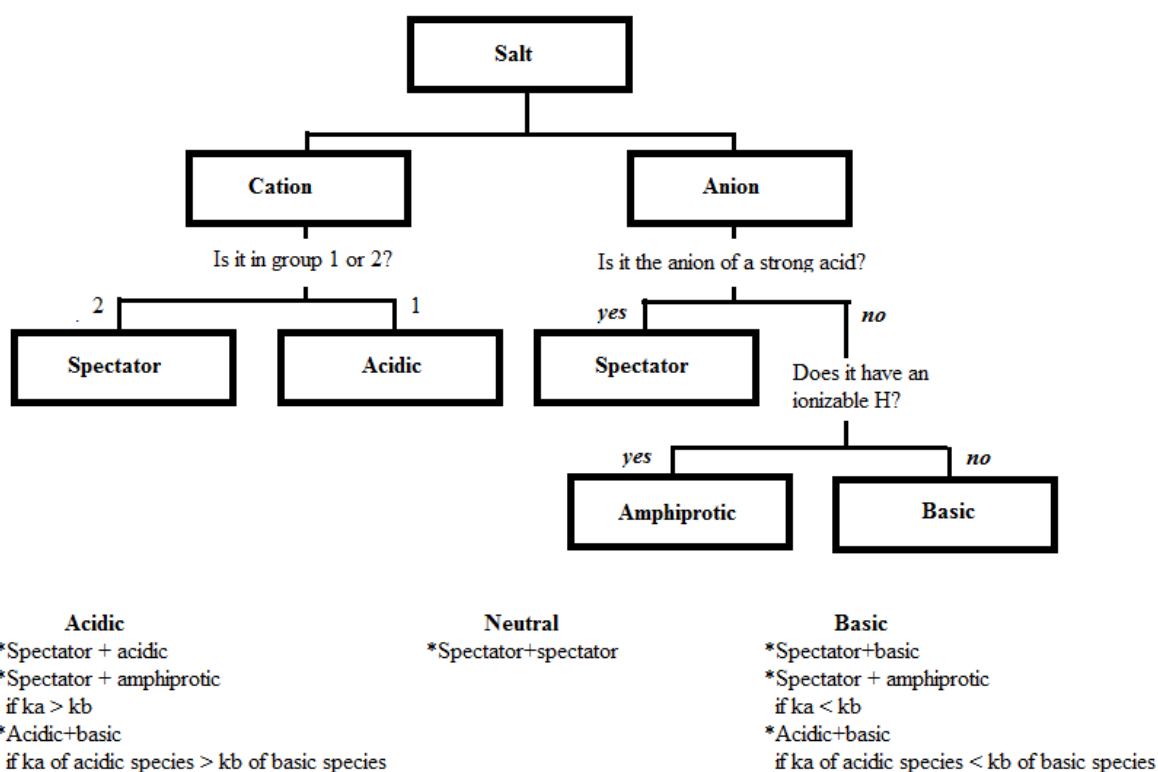 Salt
Cation
Anion
Is it in group 1 or 2?
Is it the anion of a strong acid?
2
1
yes
no
Spectator
Acidic
Spectator
Does it have an
ionizable H?
yes
no
Amphiprotic
Basic
Acidic
*Spectator + acidic
*Spectator + amphiprotic
if ka > kb
*Acidic+basic
if ka of acidic species > kb of basic species
Neutral
*Spectator+spectator
Basic
*Spectator+basic
*Spectator + amphiprotic
if ka < kb
*Acidic+basic
if ka of acidic species < kb of basic species